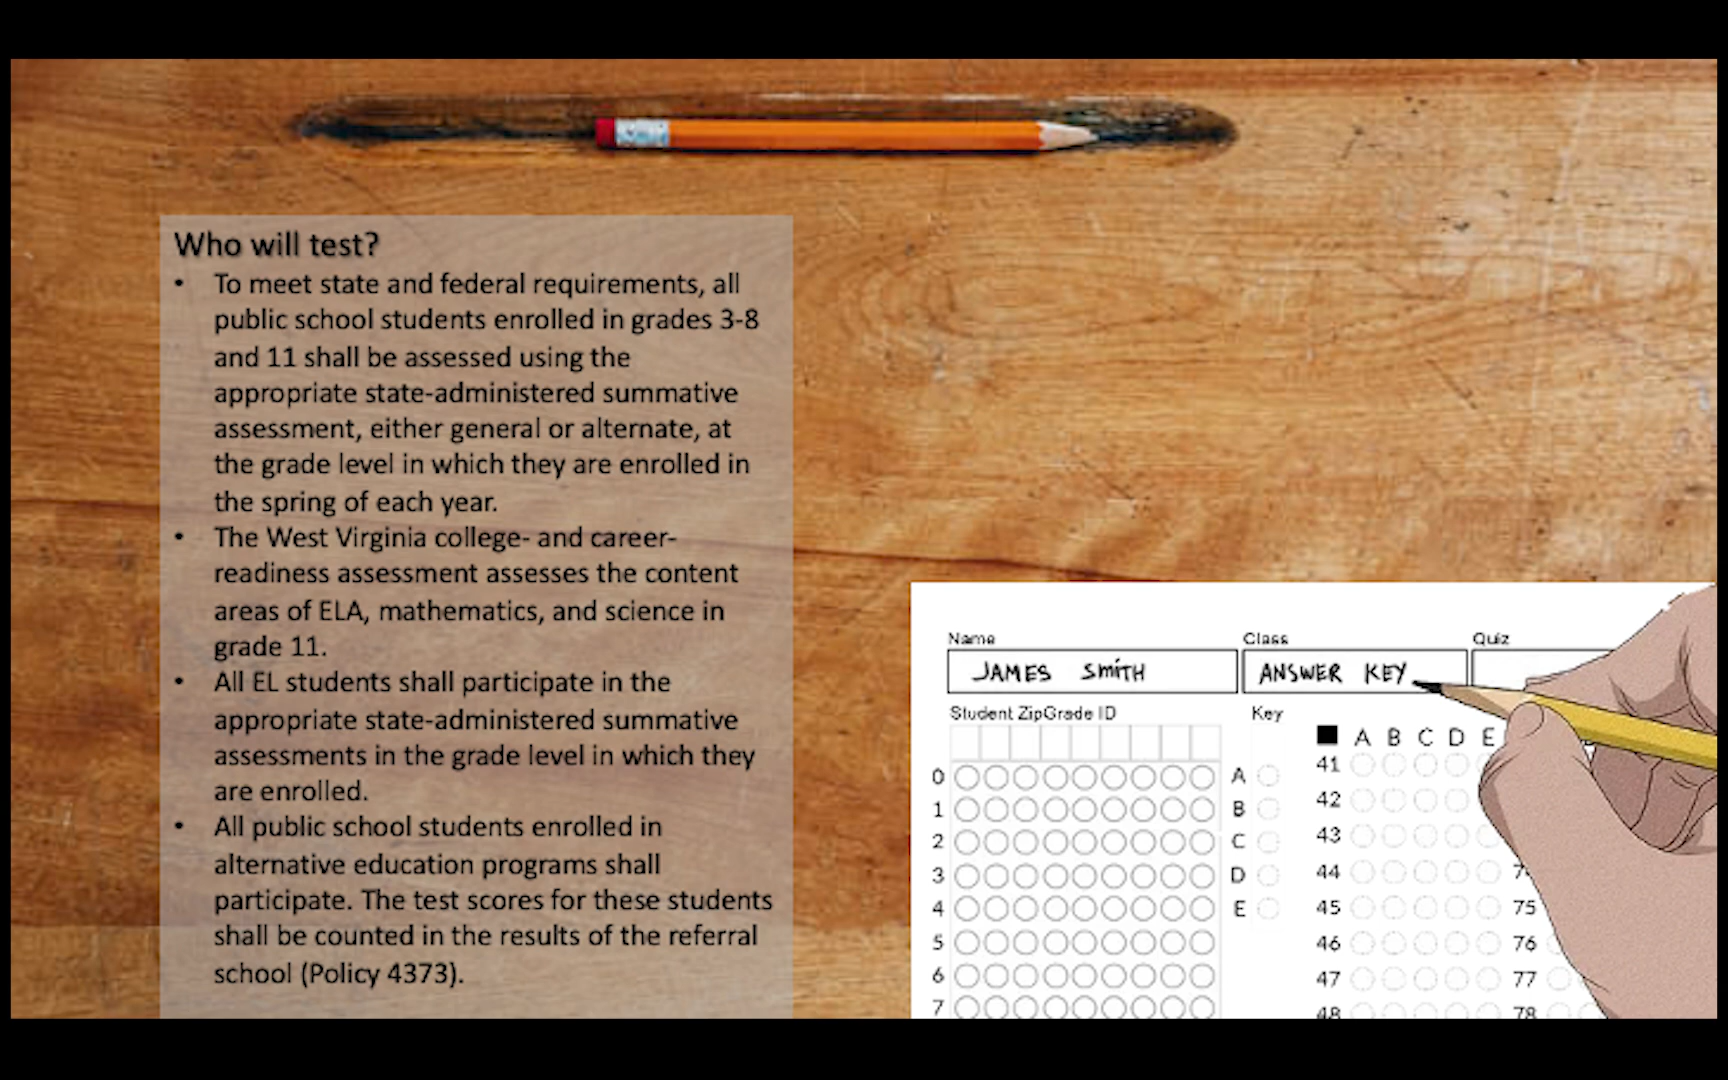 Who will test?
• To meet state and federal requirements, all
public school students enrolled in grades 3-8
and 11 shall be assessed using the
appropriate state-administered summative
assessment, either general or alternate, at
the grade level in which they are enrolled in
the spring of each year.
• The West Virginia college- and career-
readiness assessment assesses the content
areas of ELA, mathematics, and science in
grade 11.
• All EL students shall participate in the
appropriate state-administered summative
assessments in the grade level in which they
are enrolled.
• All public school students enrolled in
alternative education programs shall
participate. The test scores for these students
shall be counted in the results of the referral
school (Policy 4373).
Name Class Quiz
JAMES SMiTH ANSWER KEY
Student ZipGrade ID Key
A B C D E
0 A 41
1 B 42
2 C 43
3 D 44
4 E 45 75
5 46 76
6 47 77
7 48 78